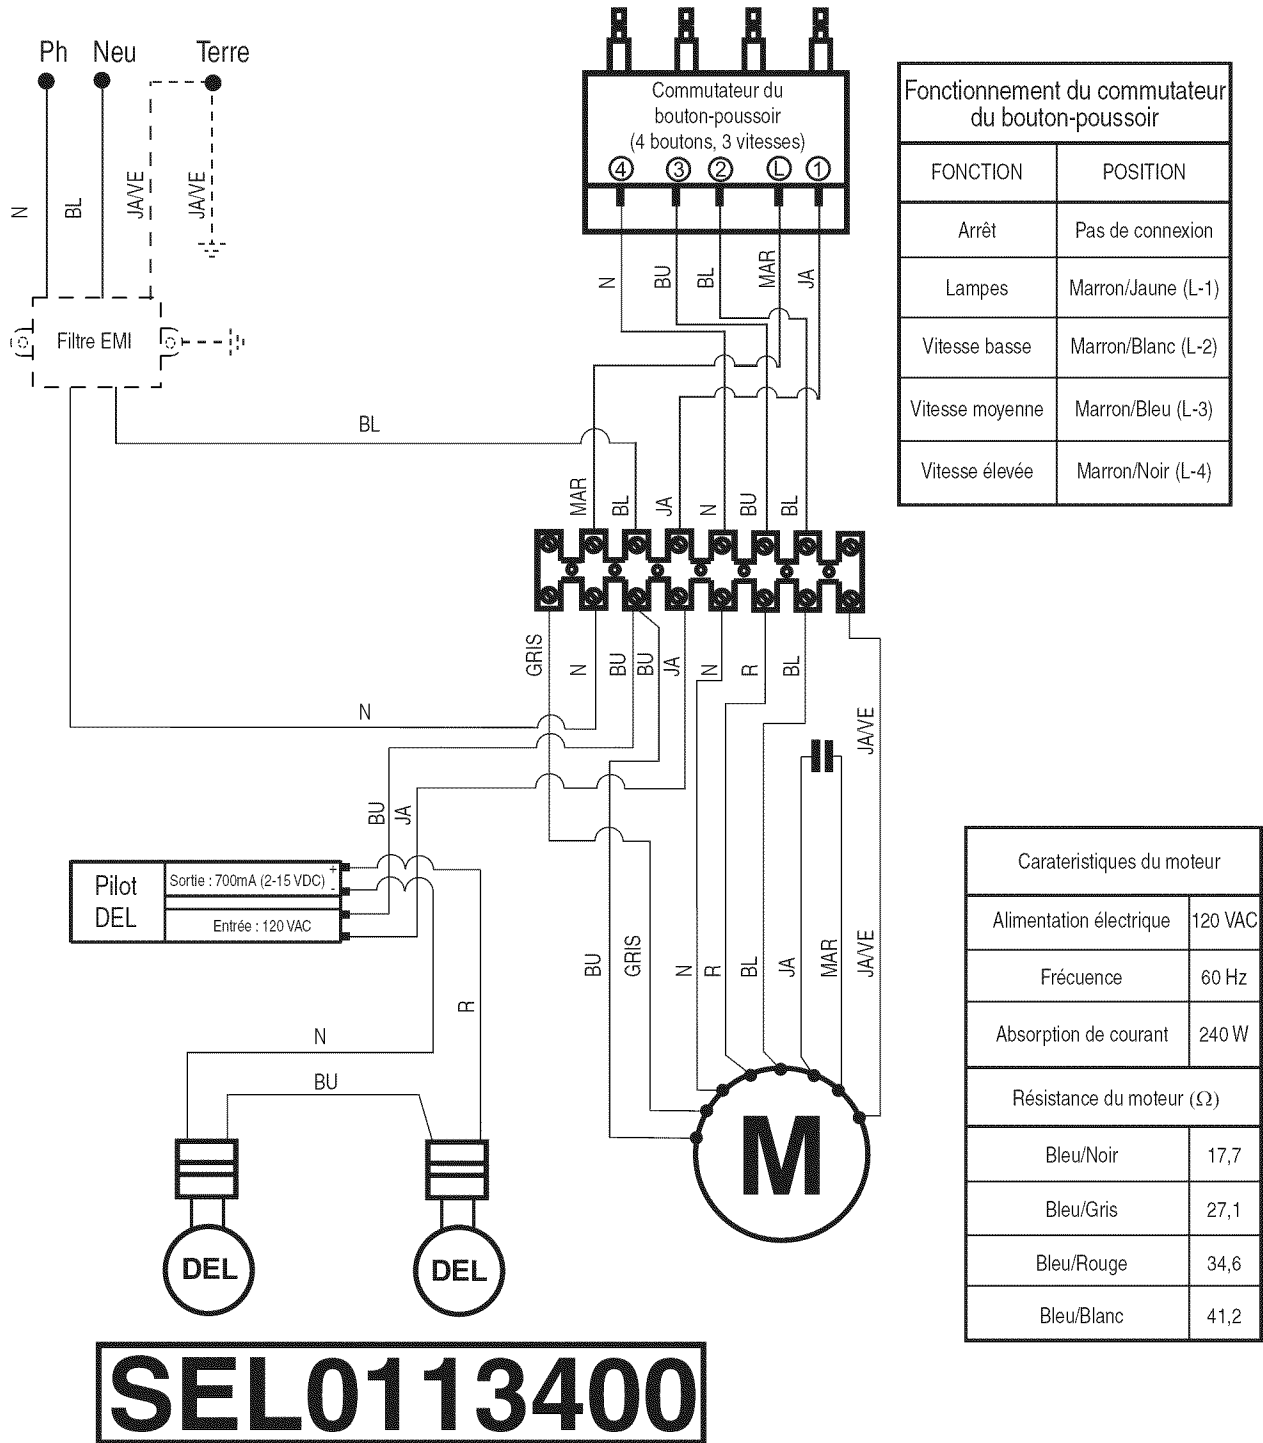 Ph Neu Terre
N
BL
JA/VE
JA/VE
Filtre EMI
Commutateur du
bouton-poussoir
(4 boutons, 3 vitesses)
4 3 2 L 1
N
BU
BL
MAR
JA
Fonctionnement du commutateur
du bouton-poussoir
FONCTION POSITION
Arrêt Pas de connexion
Lampes Marron/Jaune (L-1)
Vitesse basse Marron/Blanc (L-2)
Vitesse moyenne Marron/Bleu (L-3)
Vitesse élevée Marron/Noir (L-4)
BL
MAR
BL
JA
N
BU
BL
GRIS
N
BU
BU
JA
N
R
BL
JA/VE
N
BU
JA
Pilot
DEL
Sortie : 700mA (2-15 VDC)
+
-
Entrée : 120 VAC
BU
GRIS
N
R
BL
JA
MAR
JA/VE
R
N
BU
M
DEL
DEL
Carateristiques du moteur
Alimentation électrique 120 VAC
Frécuence 60 Hz
Absorption de courant 240 W
Résistance du moteur (Ω)
Bleu/Noir 17,7
Bleu/Gris 27,1
Bleu/Rouge 34,6
Bleu/Blanc 41,2
SEL0113400